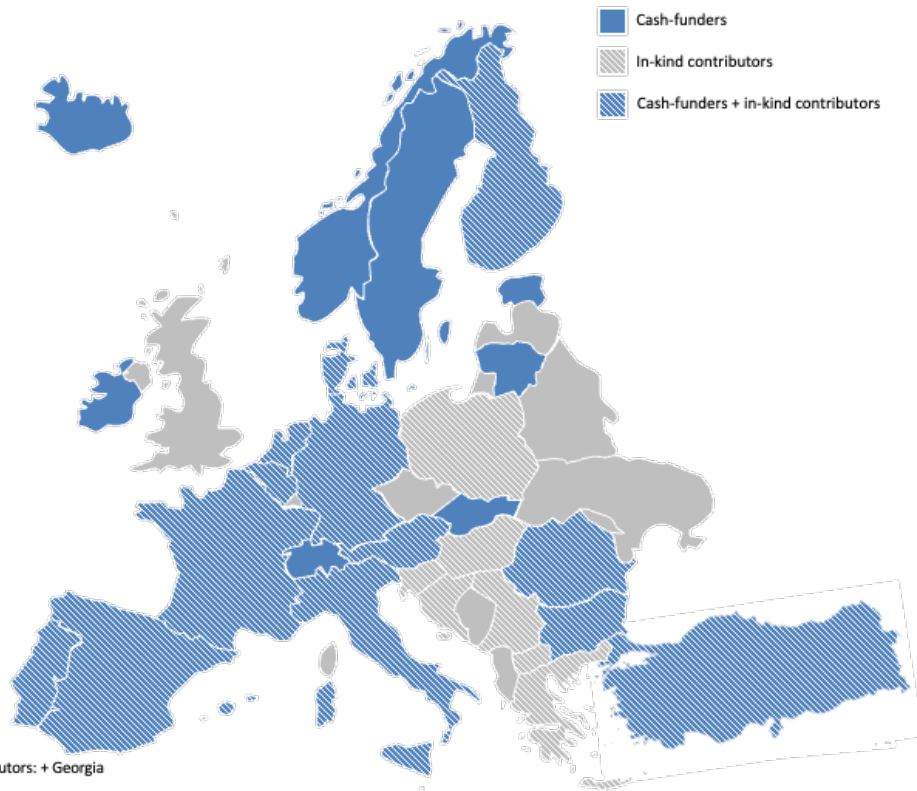 Cash-funders
In-kind contributors
Cash-funders + in-kind contributors
utors: + Georgia